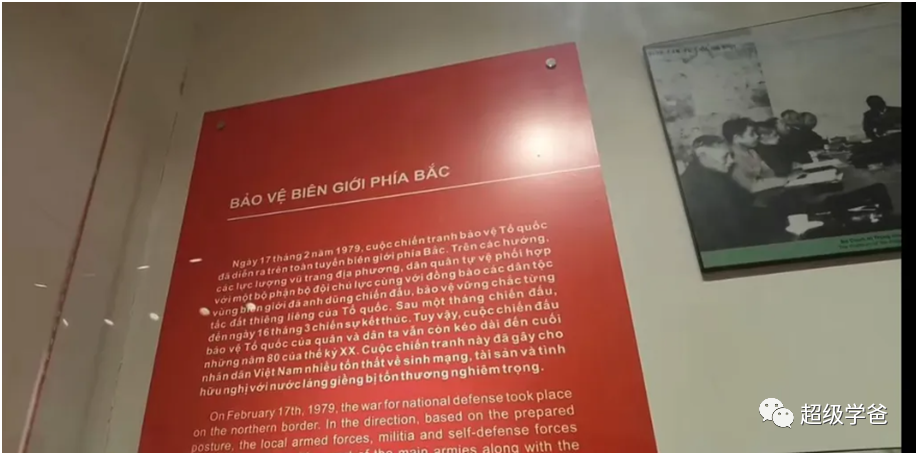 BẢO VỆ BIÊN GIỚI PHÍA BẮC
Ngày 17 tháng 2 năm 1979, cuộc chiến tranh bảo vệ Tổ quốc
đã diễn ra trên toàn tuyến biên giới phía Bắc. Trên các hướng,
các lực lượng vũ trang địa phương, dân quân tự vệ phối hợp
với một bộ phận bộ đội chủ lực cùng với đồng bào các dân tộc
vùng biên giới đã anh dũng chiến đấu, bảo vệ vững chắc từng
tấc đất thiêng liêng của Tổ quốc. Sau một tháng chiến đấu,
đến ngày 16 tháng 3 chiến sự kết thúc. Tuy vậy, cuộc chiến đấu
bảo vệ Tổ quốc của quân và dân ta vẫn còn kéo dài đến cuối
những năm 80 của thế kỷ XX. Cuộc chiến tranh này đã gây cho
nhân dân Việt Nam nhiều tổn thất về sinh mạng, tài sản và tình
hữu nghị với nước láng giềng bị tổn thương nghiêm trọng.
On February 17th, 1979, the war for national defense took place
on the northern border. In the direction, based on the prepared
posture, the local armed forces, militia and self-defense forces
of the main armies along with the
超级学爸